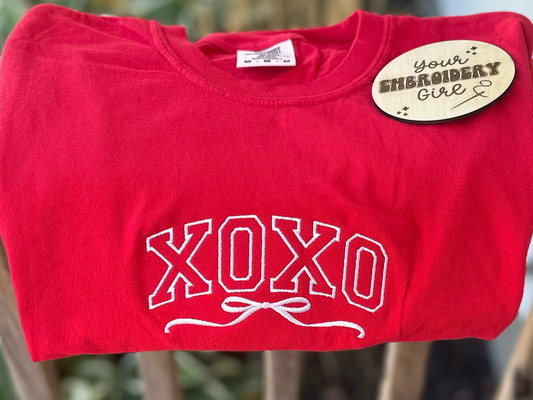 M - M - M - M
your
EMBROIDERY
Girl
XOXO